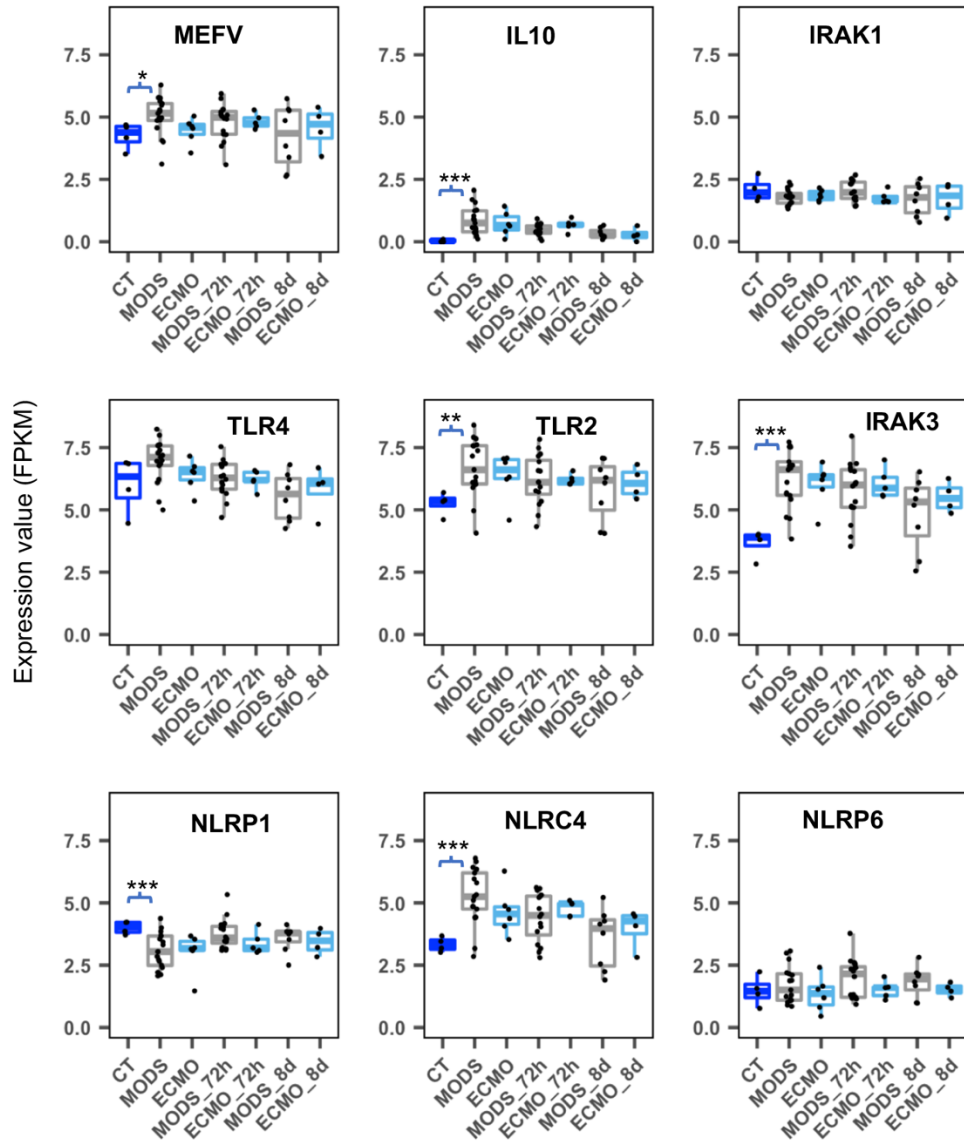 MEFV
IL10
IRAK1
7.5
5.0
2.5
0.0
*
7.5
5.0
2.5
0.0
***
7.5
5.0
2.5
0.0
CT
MODS
ECMO
MODS_72h
ECMO_72h
MODS_8d
ECMO_8d
CT
MODS
ECMO
MODS_72h
ECMO_72h
MODS_8d
ECMO_8d
CT
MODS
ECMO
MODS_72h
ECMO_72h
MODS_8d
ECMO_8d
Expression value (FPKM)
TLR4
TLR2
IRAK3
7.5
5.0
2.5
0.0
**
7.5
5.0
2.5
0.0
***
7.5
5.0
2.5
0.0
CT
MODS
ECMO
MODS_72h
ECMO_72h
MODS_8d
ECMO_8d
CT
MODS
ECMO
MODS_72h
ECMO_72h
MODS_8d
ECMO_8d
CT
MODS
ECMO
MODS_72h
ECMO_72h
MODS_8d
ECMO_8d
NLRP1
NLRC4
NLRP6
7.5
5.0
2.5
0.0
***
7.5
5.0
2.5
0.0
***
7.5
5.0
2.5
0.0
CT
MODS
ECMO
MODS_72h
ECMO_72h
MODS_8d
ECMO_8d
CT
MODS
ECMO
MODS_72h
ECMO_72h
MODS_8d
ECMO_8d
CT
MODS
ECMO
MODS_72h
ECMO_72h
MODS_8d
ECMO_8d